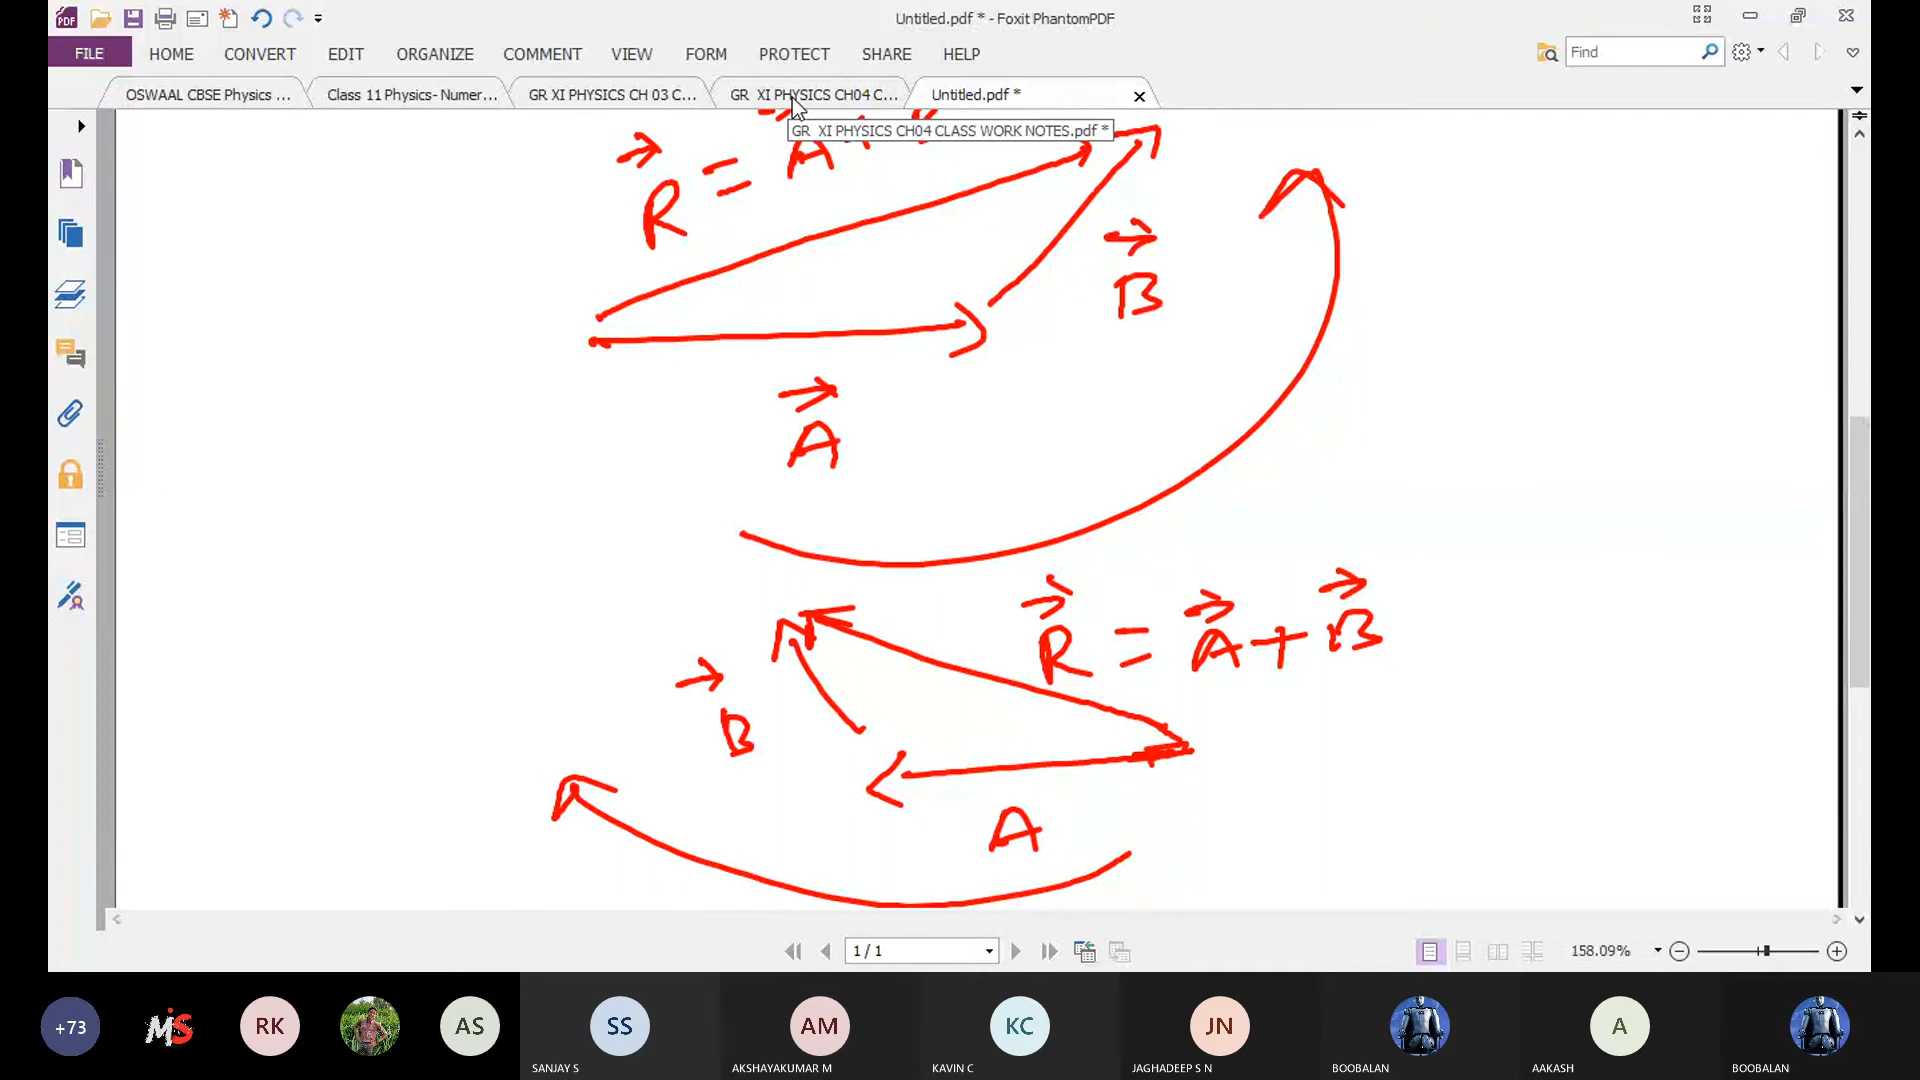 Untitled.pdf * - Foxit PhantomPDF
FILE HOME CONVERT EDIT ORGANIZE COMMENT VIEW FORM PROTECT SHARE HELP
Find
OSWAAL CBSE Physics ...
Class 11 Physics- Numer...
GR XI PHYSICS CH 03 C...
GR XI PHYSICS CH04 C...
Untitled.pdf *
GR XI PHYSICS CH04 CLASS WORK NOTES.pdf *
R = A +
B
A
R = A + B
B
A
1 / 1
158.09%
+73
MS
RK
AS
SS
AM
KC
JN
A
SANJAY S
AKSHAYAKUMAR M
KAVIN C
JAGHADEEP S N
BOOBALAN
AAKASH
BOOBALAN